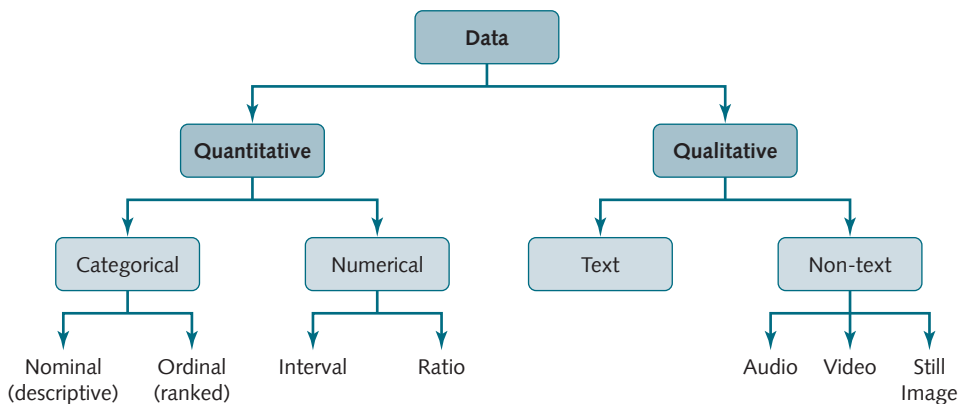 Data
Quantitative
Qualitative
Categorical
Numerical
Text
Non-text
Nominal
(descriptive)
Ordinal
(ranked)
Interval
Ratio
Audio
Video
Still
Image